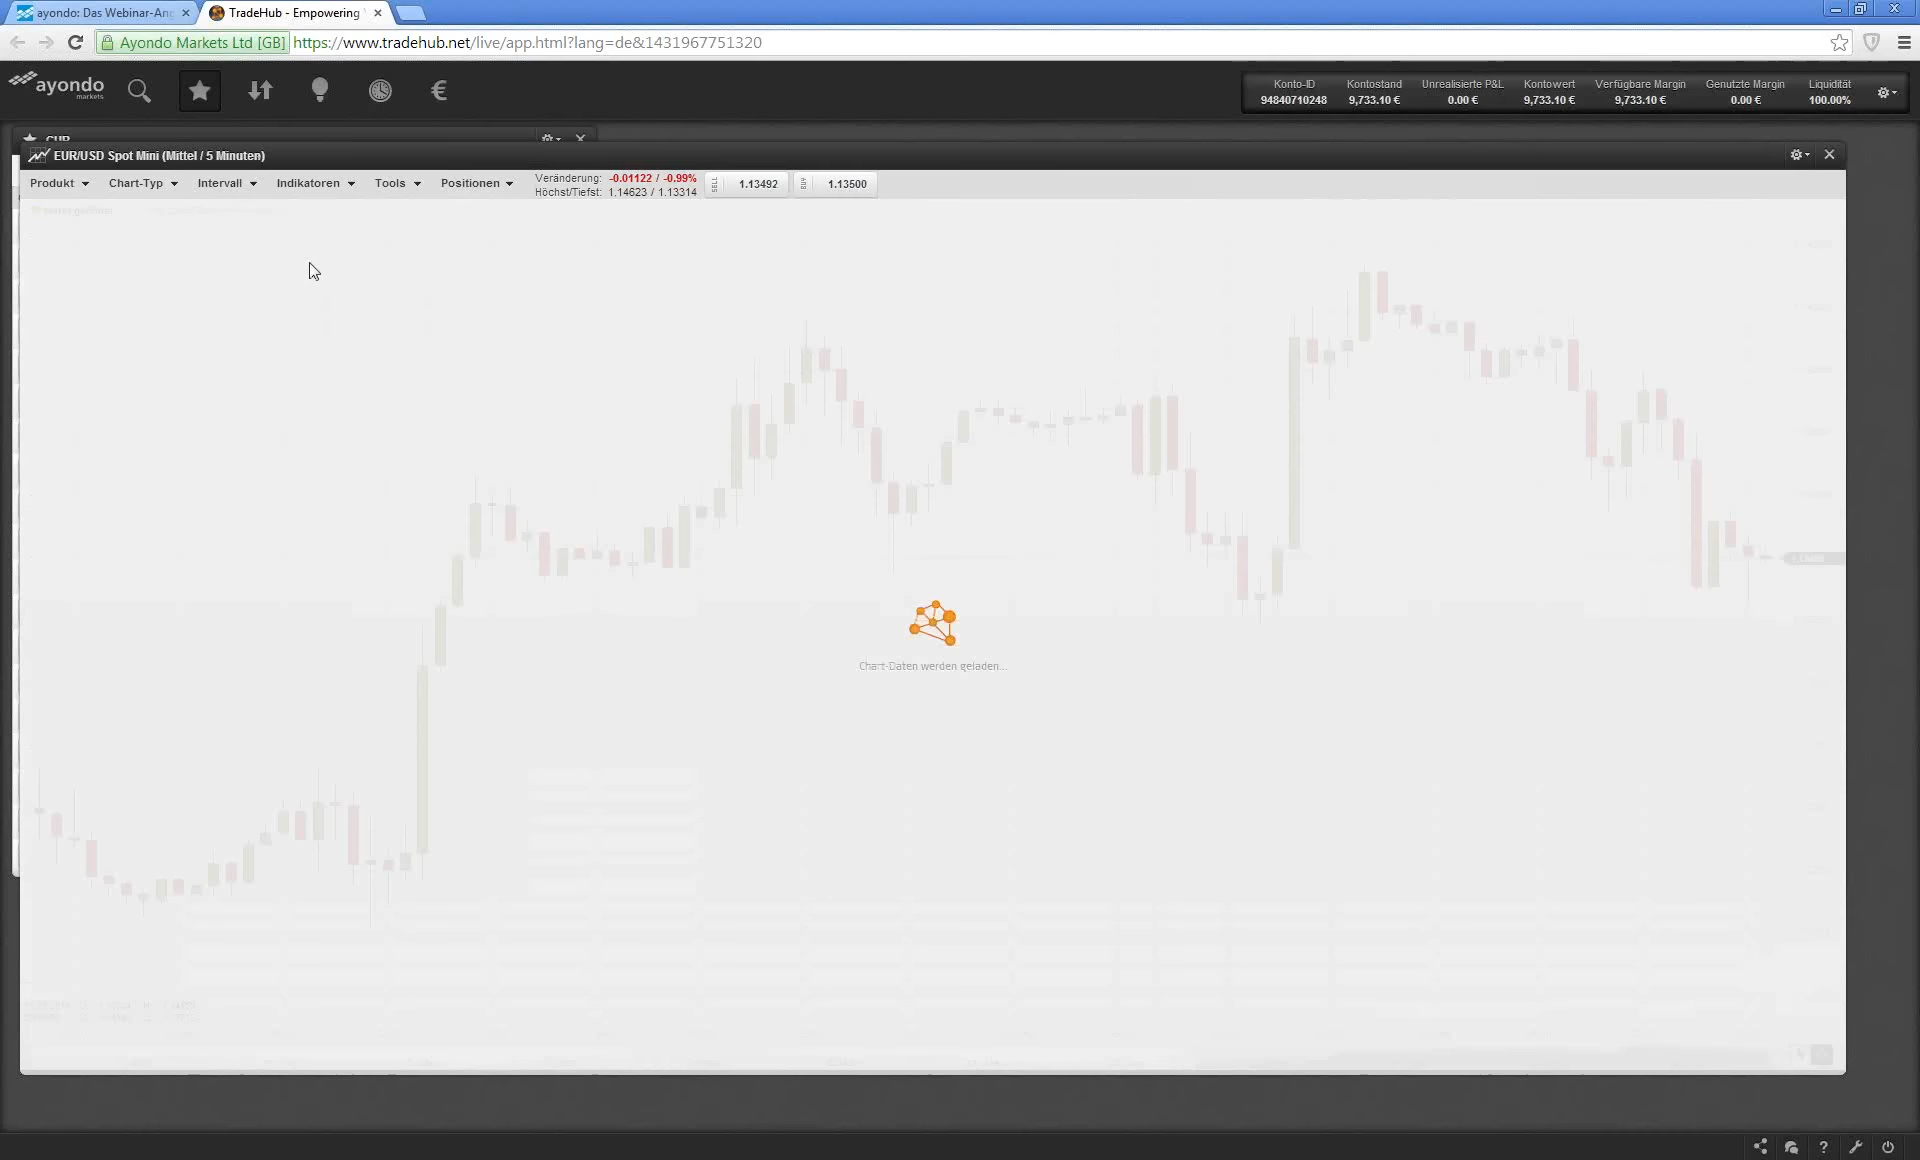 ayondo: Das Webinar-Ang
TradeHub - Empowering
Ayondo Markets Ltd [GB] https://www.tradehub.net/live/app.html?lang=de&1431967751320
ayondo
markets
€
Konto-ID Kontostand Unrealisierte P&L Kontowert Verfügbare Margin Genutzte Margin Liquidität
94840710248 9,733.10 € 0.00 € 9,733.10 € 9,733.10 € 0.00 € 100.00%
EUR/USD Spot Mini (Mittel / 5 Minuten)
Produkt Chart-Typ Intervall Indikatoren Tools Positionen
Veränderung: -0.01122 / -0.99%
Höchst/Tiefst: 1.14623 / 1.13314
SELL 1.13492 BUY 1.13500
Chart-Daten werden geladen...
?